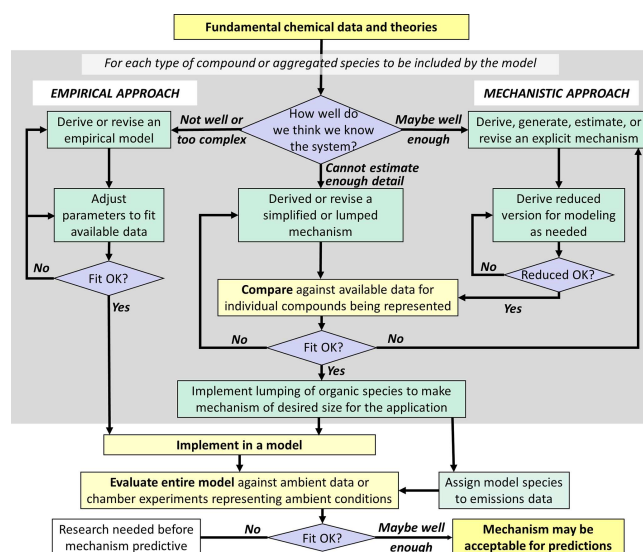 Fundamental chemical data and theories
For each type of compound or aggregated species to be included by the model
EMPIRICAL APPROACH
MECHANISTIC APPROACH
Derive or revise an
empirical model
Not well or
too complex
How well do
we think we know
the system?
Maybe well
enough
Derive, generate, estimate, or
revise an explicit mechanism
Cannot estimate
enough detail
Adjust
parameters to fit
available data
Derived or revise a
simplified or lumped
mechanism
Derive reduced
version for modeling
as needed
No
Fit OK?
Yes
No
Reduced OK?
Yes
Compare against available data for
individual compounds being represented
No
Fit OK?
No
Yes
Implement lumping of organic species to make
mechanism of desired size for the application
Implement in a model
Evaluate entire model against ambient data or
chamber experiments representing ambient conditions
Assign model species
to emissions data
Research needed before
mechanism predictive
No
Fit OK?
Maybe well
enough
Mechanism may be
acceptable for predictions